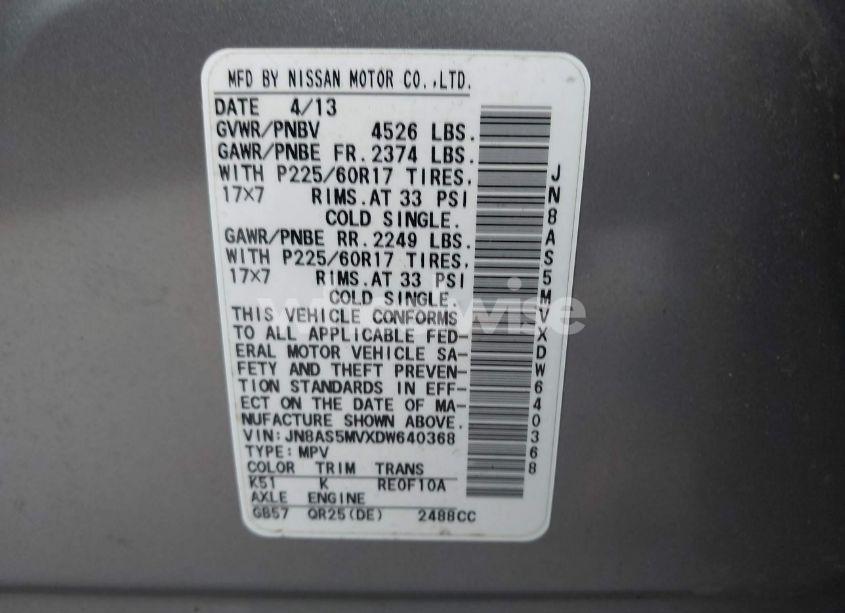 MFD BY NISSAN MOTOR CO.,LTD.
DATE 4/13
GVWR/PNBV 4526 LBS.
GAWR/PNBE FR. 2374 LBS.
WITH P225/60R17 TIRES,
17X7 RIMS.AT 33 PSI
COLD SINGLE.
GAWR/PNBE RR. 2249 LBS.
WITH P225/60R17 TIRES,
17X7 RIMS.AT 33 PSI
COLD SINGLE.
THIS VEHICLE CONFORMS
TO ALL APPLICABLE FED-
ERAL MOTOR VEHICLE SA-
FETY AND THEFT PREVEN-
TION STANDARDS IN EFF-
ECT ON THE DATE OF MA-
NUFACTURE SHOWN ABOVE.
VIN:JN8AS5MVXDW640368
TYPE:MPV
COLOR TRIM TRANS
K51 K RE0F10A
AXLE ENGINE
GB57 QR25(DE) 2488CC
JN8AS5MVXDW640368